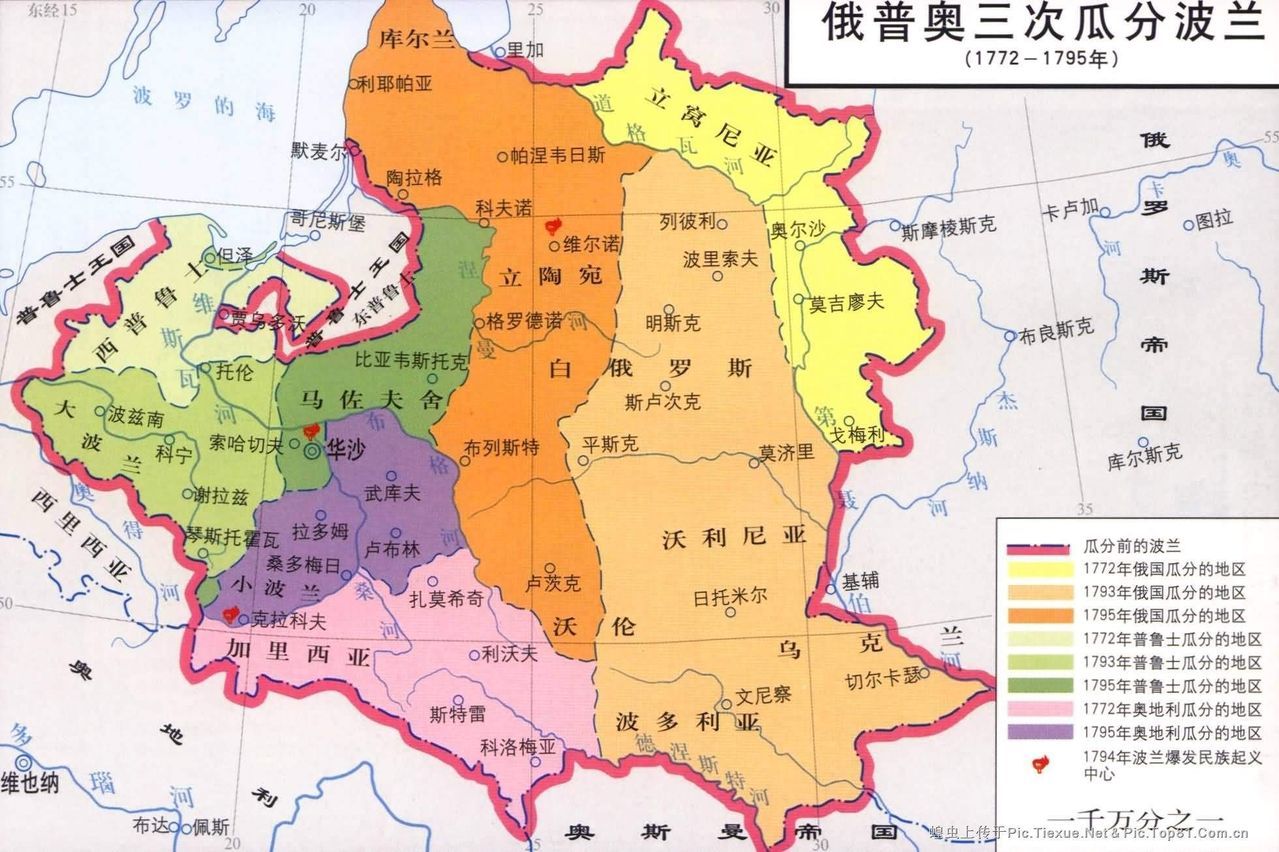 东经15
20
25
30
俄普奥三次瓜分波兰
(1772－1795年)
库尔兰
里加
利耶帕亚
波罗的海
道格瓦河
立窝尼亚
默麦尔
帕涅韦日斯
俄罗斯帝国
55
奥卡河
陶拉格
55
科夫诺
列彼利
奥尔沙
斯摩棱斯克
卡卢加
图拉
哥尼斯堡
维尔诺
波里索夫
但泽
普鲁士王国
西普鲁士
维斯瓦河
普鲁士王国
东普鲁士
涅曼河
立陶宛
莫吉廖夫
贾乌多沃
格罗德诺
明斯克
布良斯克
比亚韦斯托克
托伦
白俄罗斯
马佐夫舍
斯卢次克
杰斯纳河
大波兰
波兹南
布格河
第聂伯河
戈梅利
科宁
索哈切夫
华沙
布列斯特
平斯克
莫济里
库尔斯克
谢拉兹
武库夫
奥得河
西里西亚
35
琴斯托霍瓦
拉多姆
卢布林
沃利尼亚
桑多梅日
小波兰
扎莫希奇
卢茨克
基辅
50
克拉科夫
桑河
日托米尔
沃伦
加里西亚
利沃夫
乌克兰
切尔卡瑟
斯特雷
文尼察
波多利亚
科洛梅亚
德涅斯特河
奥地利
多瑙河
维也纳
布达
佩斯
奥斯曼帝国
20
25
30
瓜分前的波兰
1772年俄国瓜分的地区
1793年俄国瓜分的地区
1795年俄国瓜分的地区
1772年普鲁士瓜分的地区
1793年普鲁士瓜分的地区
1795年普鲁士瓜分的地区
1772年奥地利瓜分的地区
1795年奥地利瓜分的地区
1794年波兰爆发民族起义
中心
一千万分之一
蝗虫上传于Pic.Tiexue.Net & Pic.Top81.Com.cn